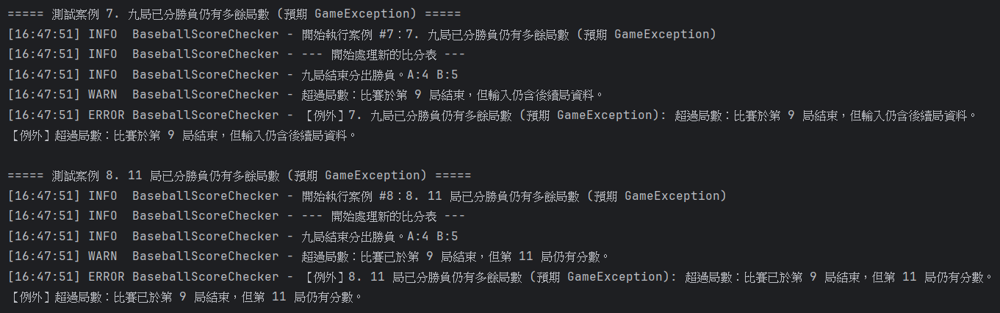 ===== 測試案例 7. 九局已分勝負仍有多餘局數 (預期 GameException) =====
[16:47:51] INFO  BaseballScoreChecker - 開始執行案例 #7：7. 九局已分勝負仍有多餘局數 (預期 GameException)
[16:47:51] INFO  BaseballScoreChecker - --- 開始處理新的比分表 ---
[16:47:51] INFO  BaseballScoreChecker - 九局結束分出勝負。A:4 B:5
[16:47:51] WARN  BaseballScoreChecker - 超過局數：比賽於第 9 局結束，但輸入仍含後續局資料。
[16:47:51] ERROR BaseballScoreChecker - 【例外】7. 九局已分勝負仍有多餘局數 (預期 GameException): 超過局數：比賽於第 9 局結束，但輸入仍含後續局資料。
【例外】超過局數：比賽於第 9 局結束，但輸入仍含後續局資料。
===== 測試案例 8. 11 局已分勝負仍有多餘局數 (預期 GameException) =====
[16:47:51] INFO  BaseballScoreChecker - 開始執行案例 #8：8. 11 局已分勝負仍有多餘局數 (預期 GameException)
[16:47:51] INFO  BaseballScoreChecker - --- 開始處理新的比分表 ---
[16:47:51] INFO  BaseballScoreChecker - 九局結束分出勝負。A:4 B:5
[16:47:51] WARN  BaseballScoreChecker - 超過局數：比賽已於第 9 局結束，但第 11 局仍有分數。
[16:47:51] ERROR BaseballScoreChecker - 【例外】8. 11 局已分勝負仍有多餘局數 (預期 GameException): 超過局數：比賽已於第 9 局結束，但第 11 局仍有分數。
【例外】超過局數：比賽已於第 9 局結束，但第 11 局仍有分數。